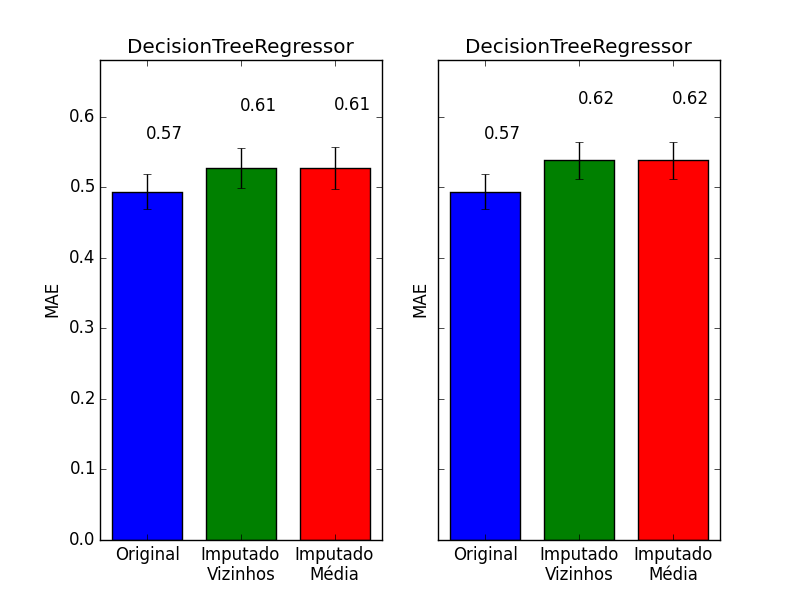 DecisionTreeRegressor
MAE
0.6
0.5
0.4
0.3
0.2
0.1
0.0
0.57
0.61
0.61
Original
Imputado
Vizinhos
Imputado
Média
DecisionTreeRegressor
MAE
0.57
0.62
0.62
Original
Imputado
Vizinhos
Imputado
Média